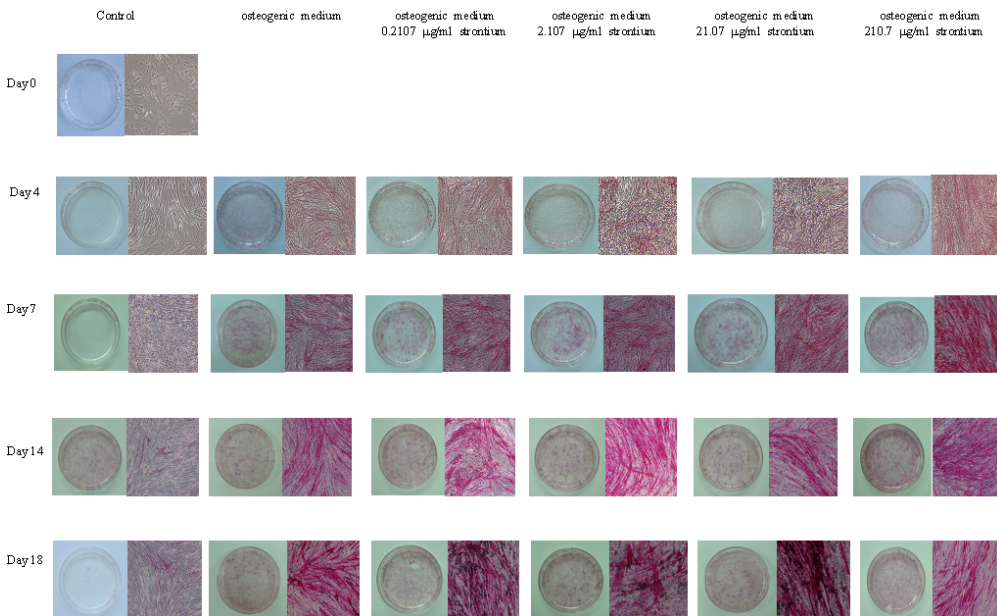 Control
osteogenic medium
osteogenic medium
0.2107 µg/ml strontium
osteogenic medium
2.107 µg/ml strontium
osteogenic medium
21.07 µg/ml strontium
osteogenic medium
210.7 µg/ml strontium
Day0
Day4
Day7
Day14
Day18